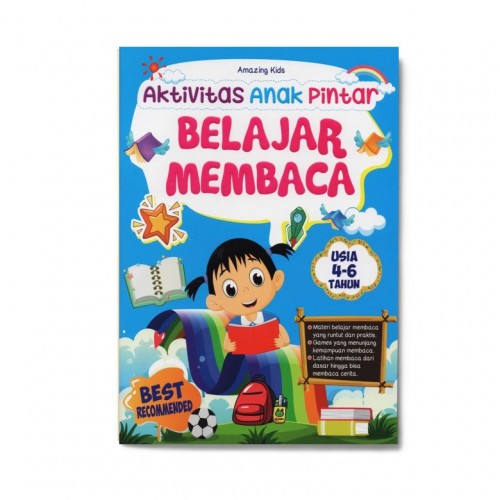 Amazing Kids
Aktivitas Anak Pintar
BELAJAR
MEMBACA
USIA
4-6
TAHUN
Materi belajar membaca
yang runtut dan praktis.
Games yang menunjang
kemampuan membaca.
Latihan membaca dari
dasar hingga bisa
membaca cerita.
BEST
RECOMMENDED